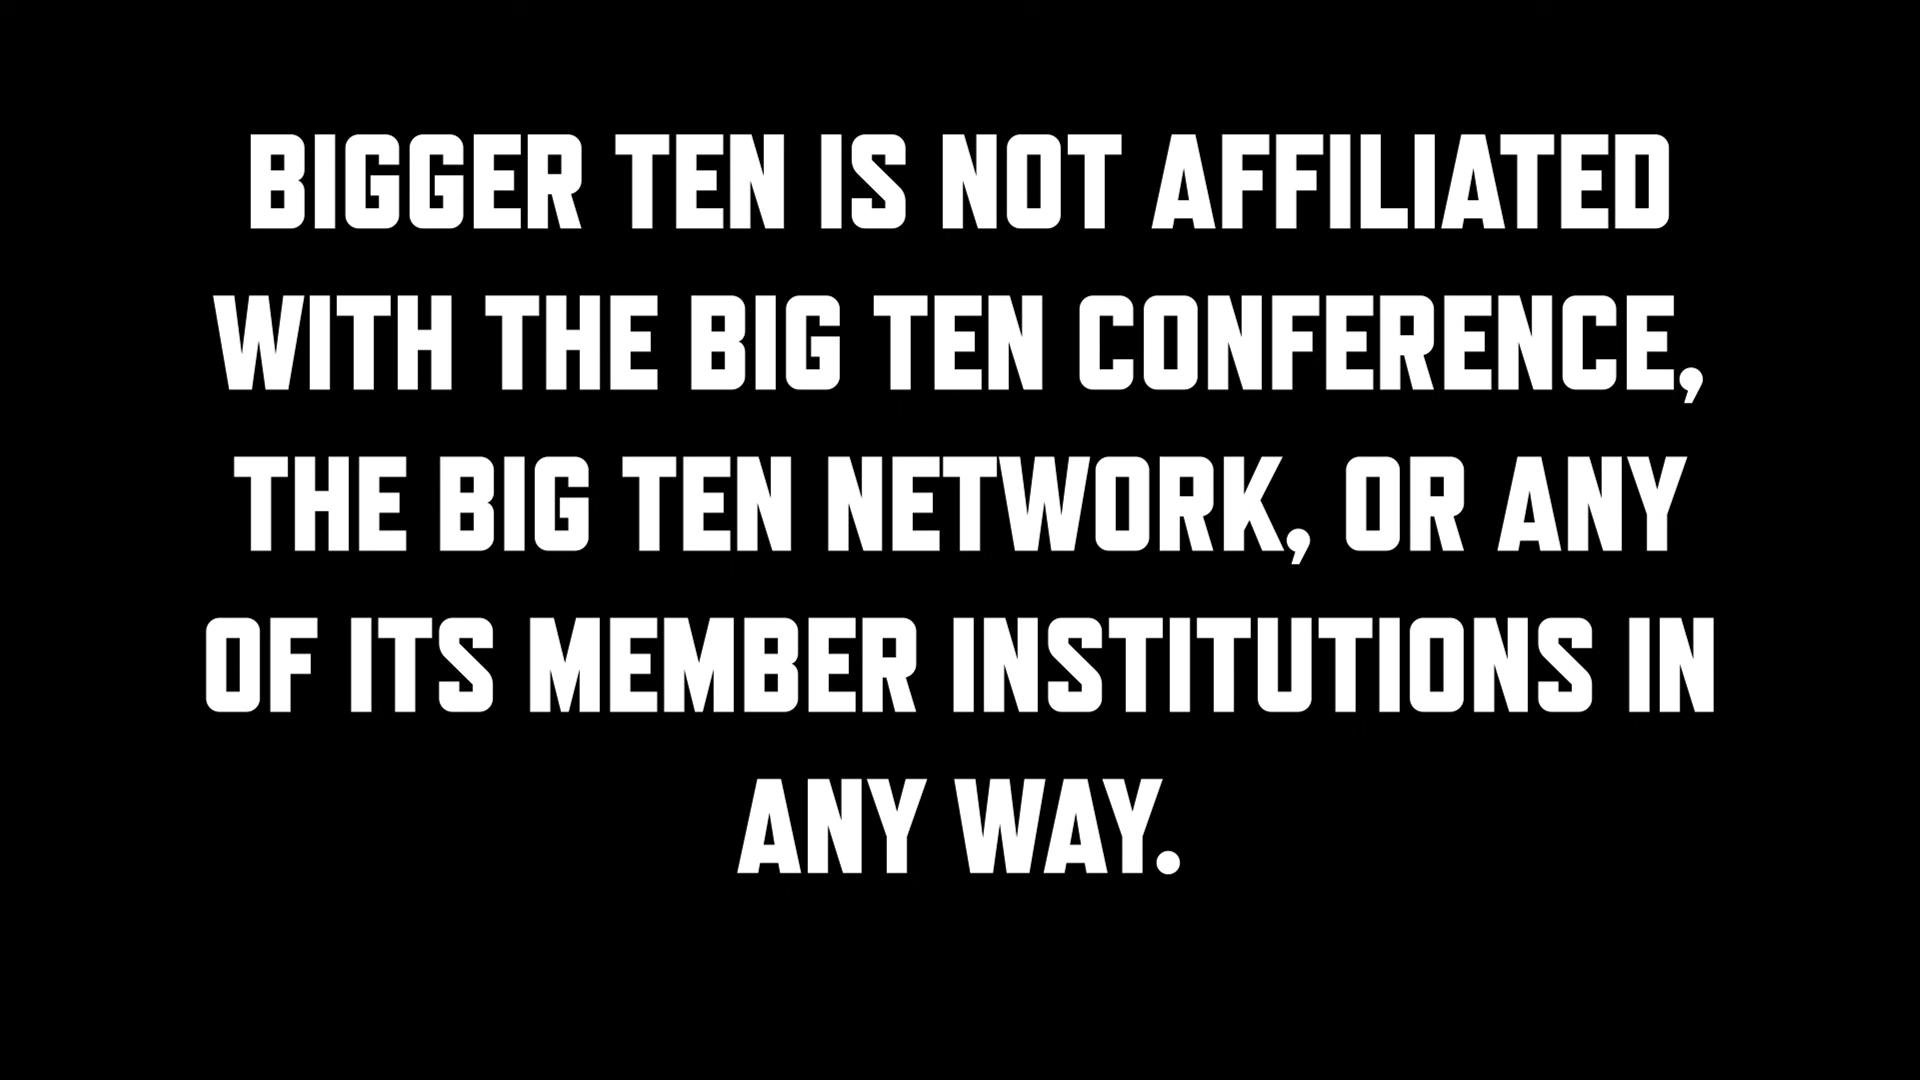 BIGGER TEN IS NOT AFFILIATED
WITH THE BIG TEN CONFERENCE,
THE BIG TEN NETWORK, OR ANY
OF ITS MEMBER INSTITUTIONS IN
ANY WAY.